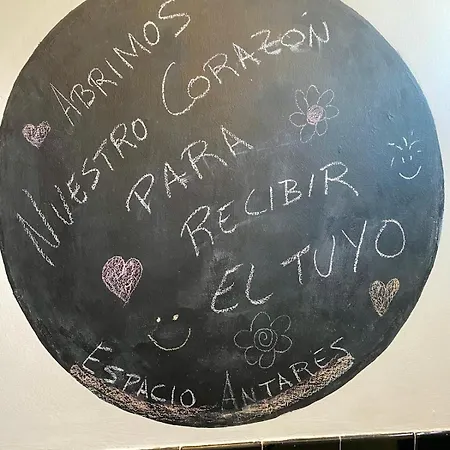 ABRIMOS
NUESTRO CORAZÓN
PARA
RECIBIR
EL TUYO
ESPACIO ANTARES